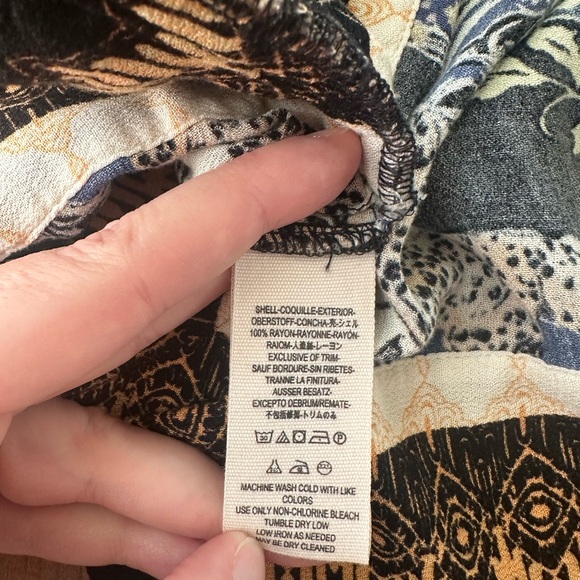 SHELL-COQUILLE-EXTERIOR-
OBERSTOFF-CONCHA-壳-シェル
100% RAYON-RAYONNE-RAYÓN
RAIOM-人造絲-レーヨン
EXCLUSIVE OF TRIM-
SAUF BORDURE-SIN RIBETES-
TRANNE LA FINITURA-
AUSSER BESATZ-
EXCEPTO DEBRUM/REMATE-
不包括修製-トリムのみ
MACHINE WASH COLD WITH LIKE
COLORS
USE ONLY NON-CHLORINE BLEACH
TUMBLE DRY LOW
LOW IRON AS NEEDED
MAY BE DRY CLEANED